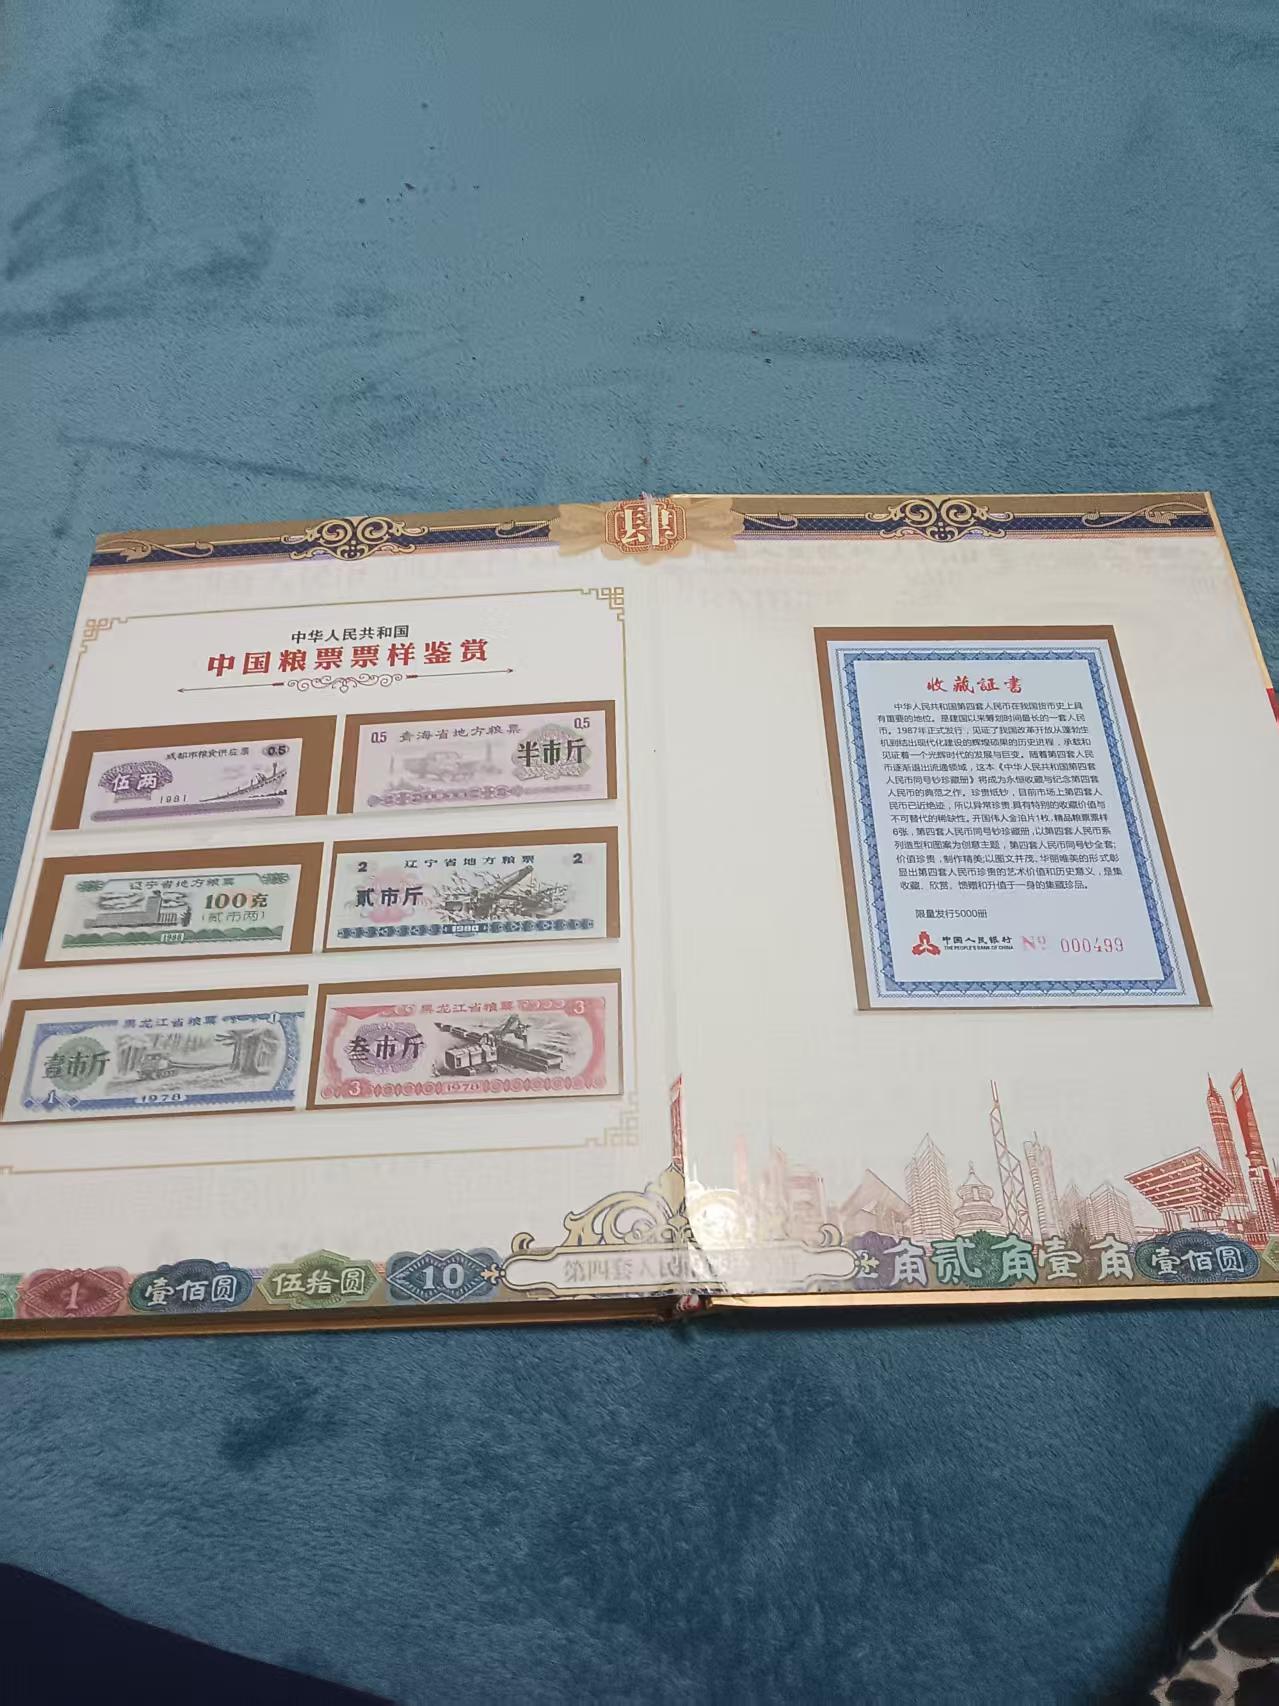 肆
中华人民共和国
中国粮票票样鉴赏
成都市粮食供应票
0.5
伍两
1981
0.5
青海省地方粮票
0.5
半市斤
辽宁省地方粮票
100克
(贰市两)
1986
2
辽宁省地方粮票
2
贰市斤
1980
黑龙江省粮票
1
壹市斤
1
1978
黑龙江省粮票
3
叁市斤
3
1978
收藏证书
中华人民共和国第四套人民币在我国货币史上具
有重要的地位。是建国以来筹划时间最长的一套人民
币。1987年正式发行,见证了我国改革开放从蓬勃生
机到结出现代化建设的辉煌硕果的历史进程,承载和
见证着一个光辉时代的发展与巨变。随着第四套人民
币逐渐退出流通领域,这本《中华人民共和国第四套
人民币同号钞珍藏册》将成为永恒收藏与纪念第四套
人民币的典范之作。珍贵纸钞,目前市场上第四套人
民币已近绝迹,所以异常珍贵,具有特别的收藏价值与
不可替代的稀缺性。开国伟人金箔片1枚,精品粮票票样
6张,第四套人民币同号钞珍藏册,以第四套人民币系
列造型和图案为创意主题,第四套人民币同号钞全套;
价值珍贵,制作精美;以图文并茂、华丽唯美的形式彰
显出第四套人民币珍贵的艺术价值和历史意义,是集
收藏、欣赏、馈赠和升值于一身的集藏珍品。
限量发行5000册
中国人民银行
THE PEOPLE'S BANK OF CHINA
Nº 000499
1
壹佰圆
伍拾圆
10
第四套人民
角贰角壹角
壹佰圆